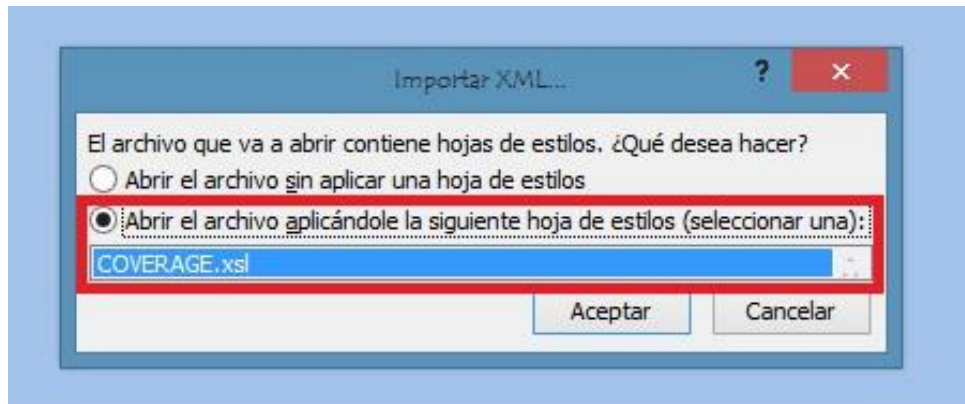 Importar XML...
?
El archivo que va a abrir contiene hojas de estilos. ¿Qué desea hacer?
Abrir el archivo sin aplicar una hoja de estilos
Abrir el archivo aplicándole la siguiente hoja de estilos (seleccionar una):
COVERAGE.xsl
Aceptar
Cancelar